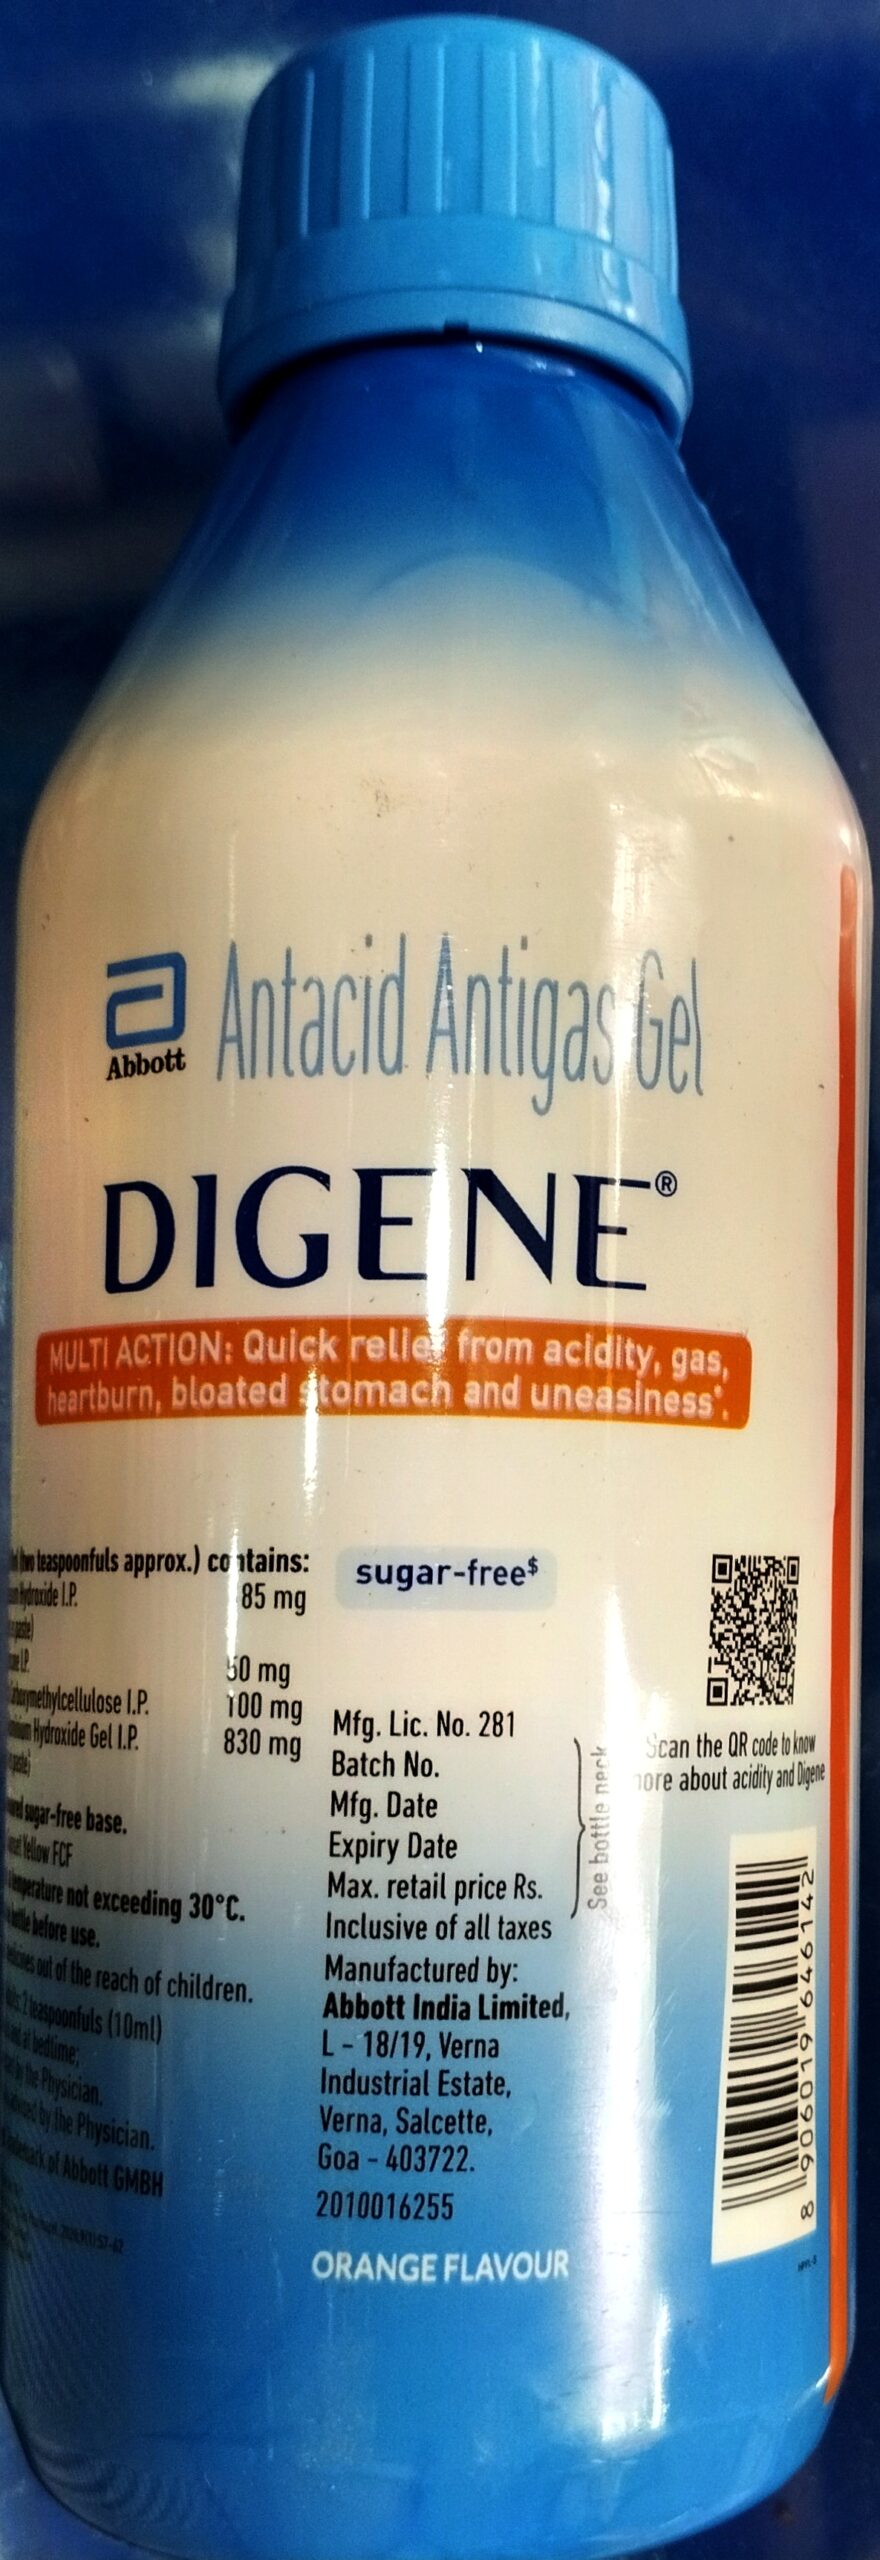 Abbott
Antacid Antigas Gel
DIGENE®
MULTI ACTION: Quick relief from acidity, gas,
heartburn, bloated stomach and uneasiness*.
teaspoonfuls approx.) contains:
Hydroxide I.P. 85 mg
paste)
I.P. 50 mg
100 mg
Hydroxide Gel I.P. 830 mg
paste)
sugar-free base.
Yellow FCF
not exceeding 30°C.
before use.
out of the reach of children.
2 teaspoonfuls (10ml)
at bedtime;
by the Physician.
by the Physician.
of Abbott GMBH
sugar-free$
Mfg. Lic. No. 281
Batch No.
Mfg. Date
Expiry Date
Max. retail price Rs.
Inclusive of all taxes
See bottle neck
Manufactured by:
Abbott India Limited,
L - 18/19, Verna
Industrial Estate,
Verna, Salcette,
Goa - 403722.
2010016255
ORANGE FLAVOUR
Scan the QR code to know
more about acidity and Digene
8 906019 646142